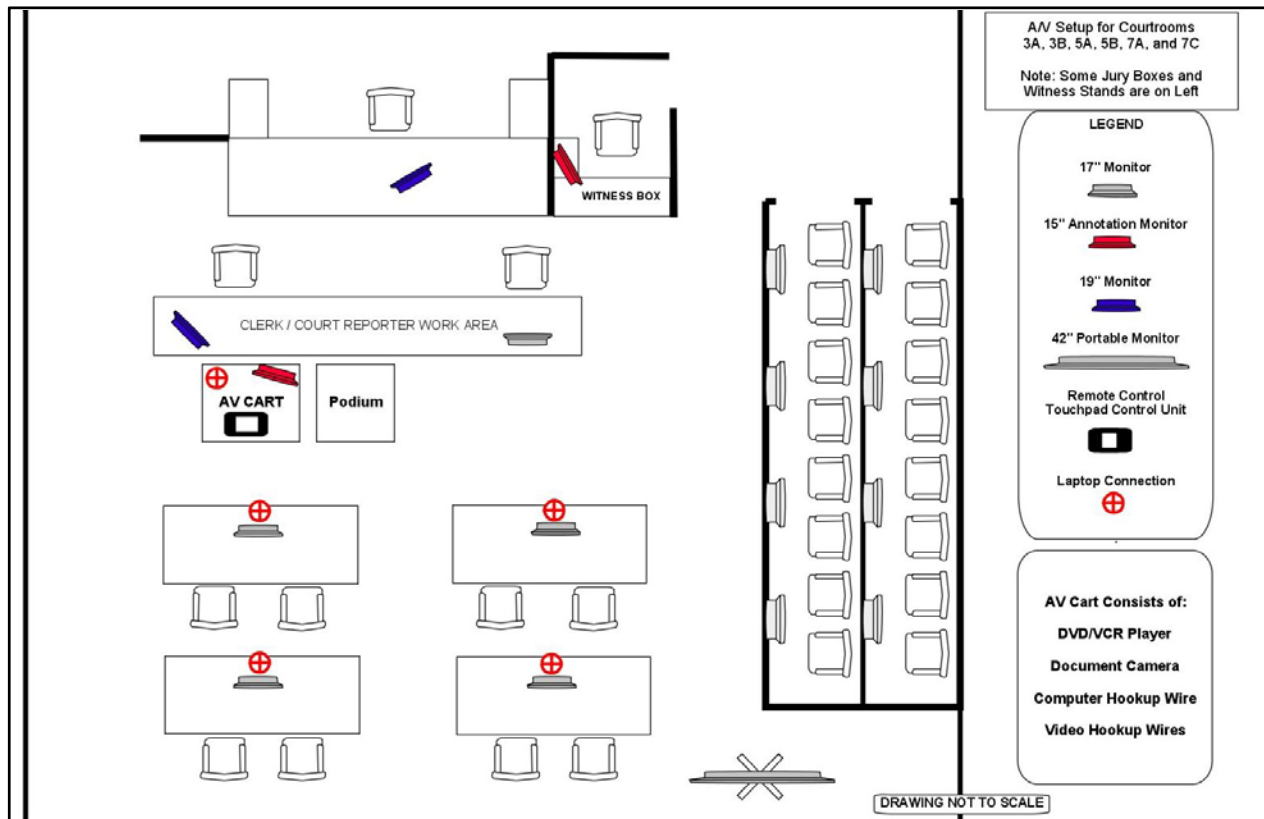 A/V Setup for Courtrooms
3A, 3B, 5A, 5B, 7A, and 7C
Note: Some Jury Boxes and
Witness Stands are on Left
LEGEND
17" Monitor
15" Annotation Monitor
19" Monitor
42" Portable Monitor
Remote Control
Touchpad Control Unit
Laptop Connection
WITNESS BOX
CLERK / COURT REPORTER WORK AREA
AV CART
Podium
AV Cart Consists of:
DVD/VCR Player
Document Camera
Computer Hookup Wire
Video Hookup Wires
DRAWING NOT TO SCALE